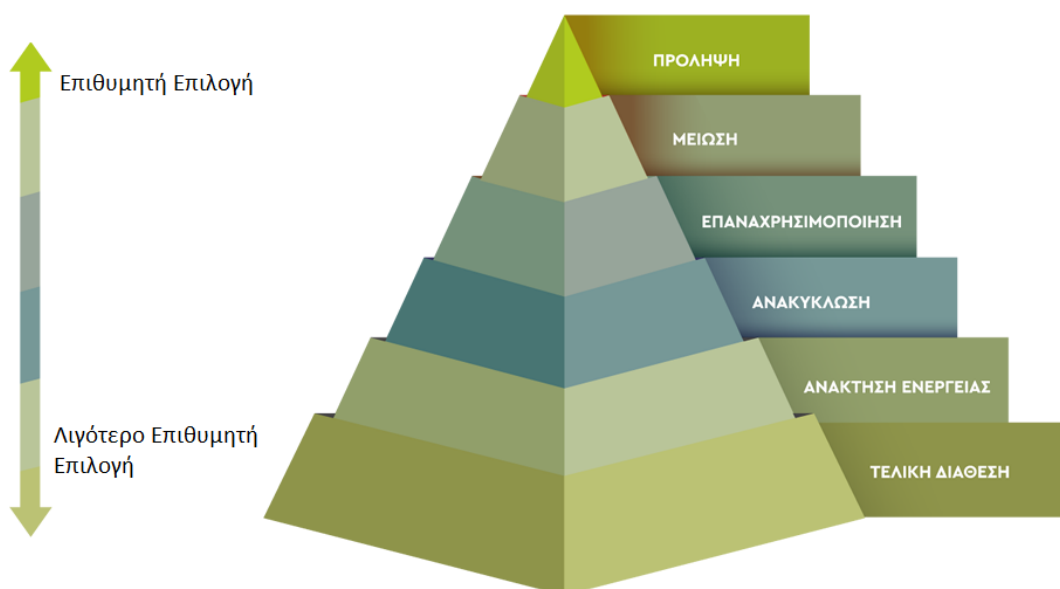 Επιθυμητή Επιλογή
ΠΡΟΛΗΨΗ
ΜΕΙΩΣΗ
ΕΠΑΝΑΧΡΗΣΙΜΟΠΟΙΗΣΗ
ΑΝΑΚΥΚΛΩΣΗ
ΑΝΑΚΤΗΣΗ ΕΝΕΡΓΕΙΑΣ
Λιγότερο Επιθυμητή
Επιλογή
ΤΕΛΙΚΗ ΔΙΑΘΕΣΗ